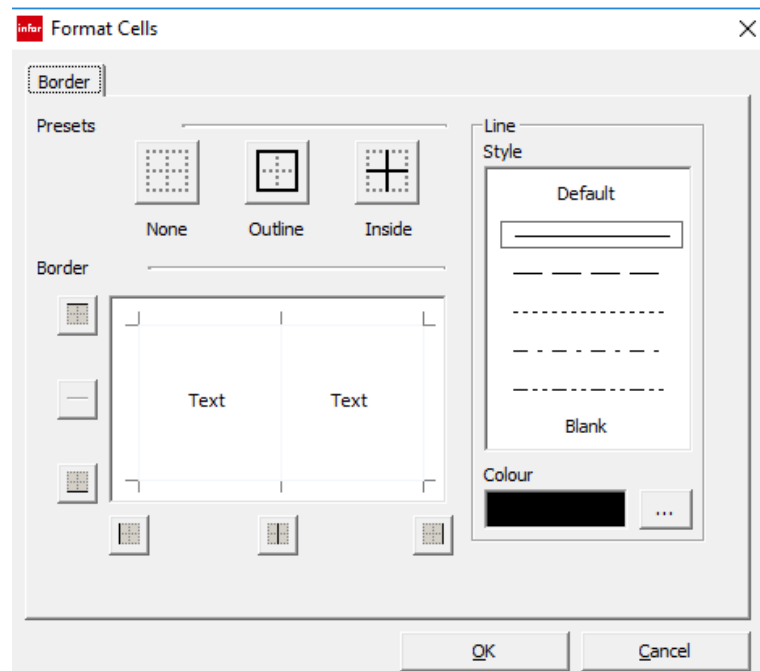 infor Format Cells
Border
Presets
None Outline Inside
Border
Text Text
Line
Style
Default
Blank
Colour
...
OK Cancel